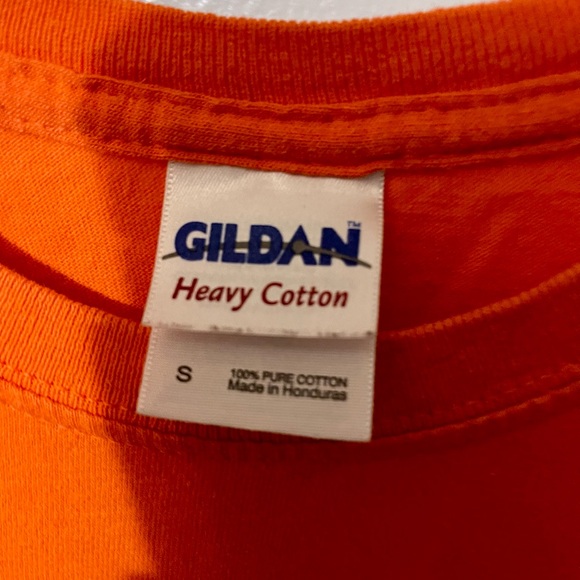 GILDAN™
Heavy Cotton
S
100% PURE COTTON
Made in Honduras